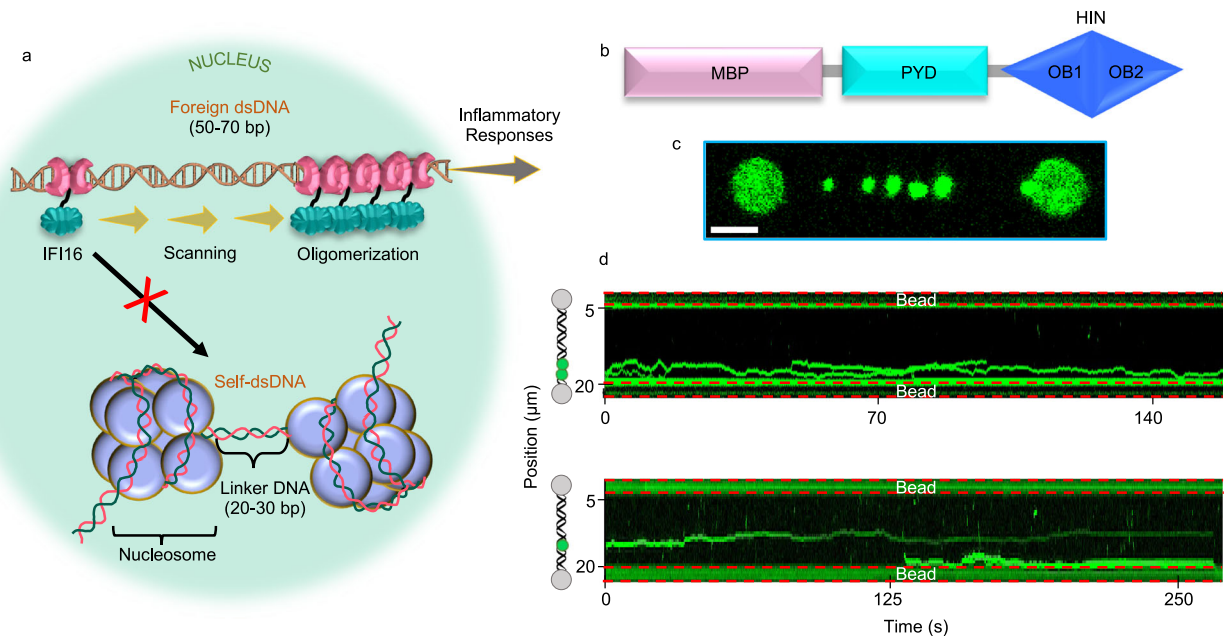 a
NUCLEUS
Foreign dsDNA
(50-70 bp)
Inflammatory
Responses
IFI16
Scanning
Oligomerization
Self-dsDNA
Linker DNA
(20-30 bp)
Nucleosome
b
MBP
PYD
HIN
OB1
OB2
c
d
Position (µm)
Bead
5
20
Bead
0
70
140
Bead
5
20
Bead
0
125
250
Time (s)